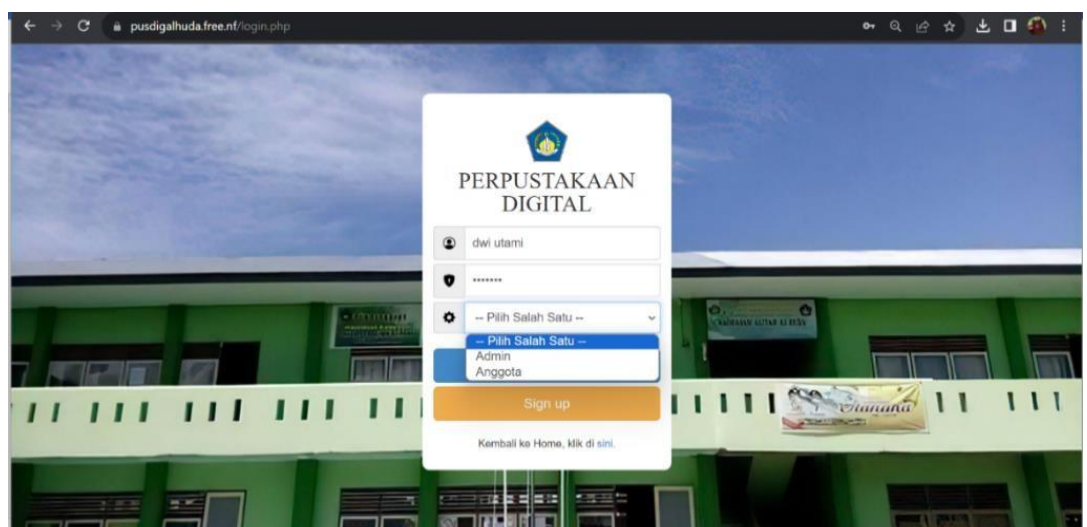 pusdigalhuda.free.nf/login.php
PERPUSTAKAAN
DIGITAL
dwi utami
•••••••
-- Pilih Salah Satu --
-- Pilih Salah Satu --
Admin
Anggota
Sign up
Kembali ke Home, klik di sini.